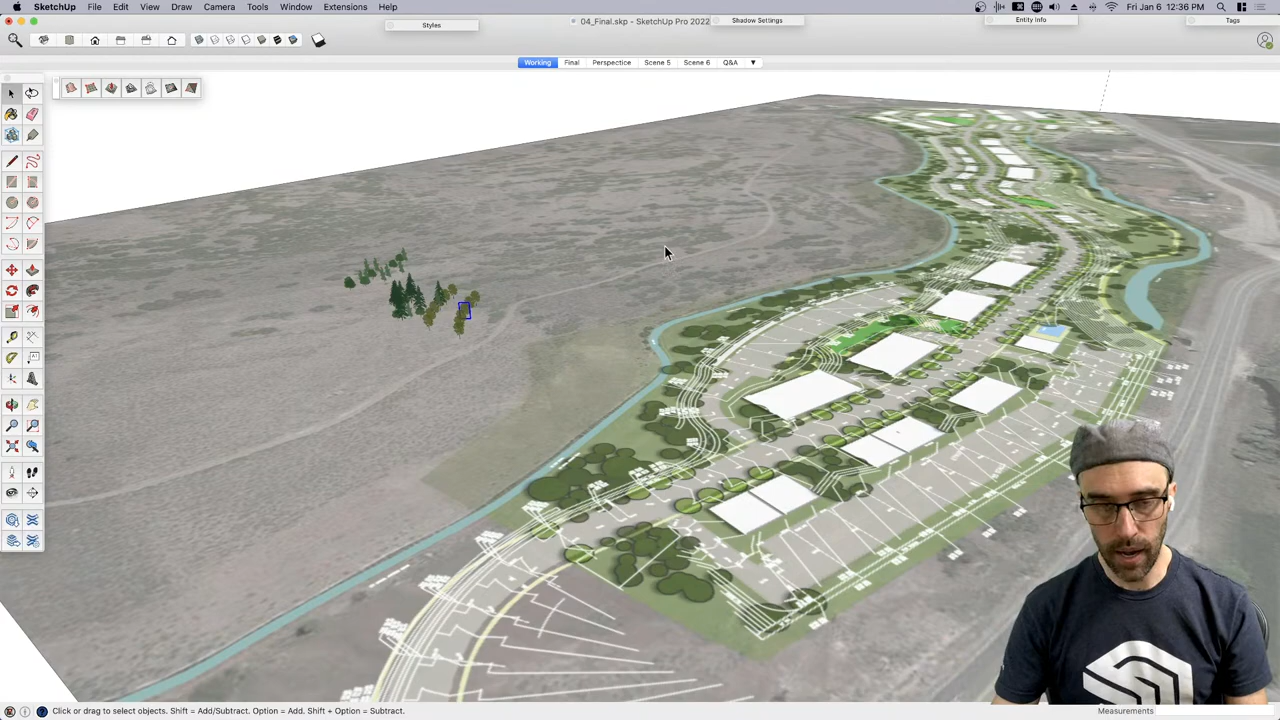 SketchUp File Edit View Draw Camera Tools Window Extensions Help
Fri Jan 6 12:36 PM
Styles
04_Final.skp - SketchUp Pro 2022
Shadow Settings
Entity Info
Tags
Working Final Perspective Scene 5 Scene 6 Q&A
Click or drag to select objects. Shift = Add/Subtract. Option = Add. Shift + Option = Subtract.
Measurements